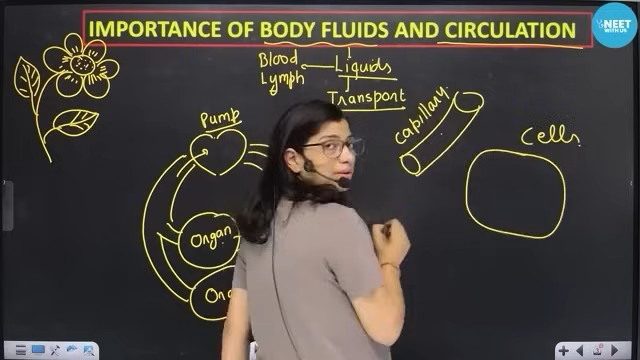 IMPORTANCE OF BODY FLUIDS AND CIRCULATION
NEET
WITH US
Blood
Lymph
Liquids
Transport
Pump
Capillary
Cells
Organ